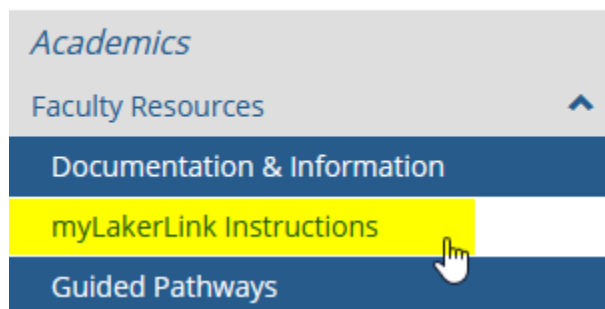 Academics
Faculty Resources
Documentation & Information
myLakerLink Instructions
Guided Pathways